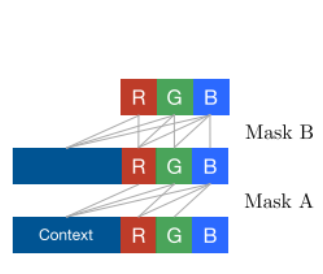 R G B
Mask B
R G B
Mask A
Context R G B